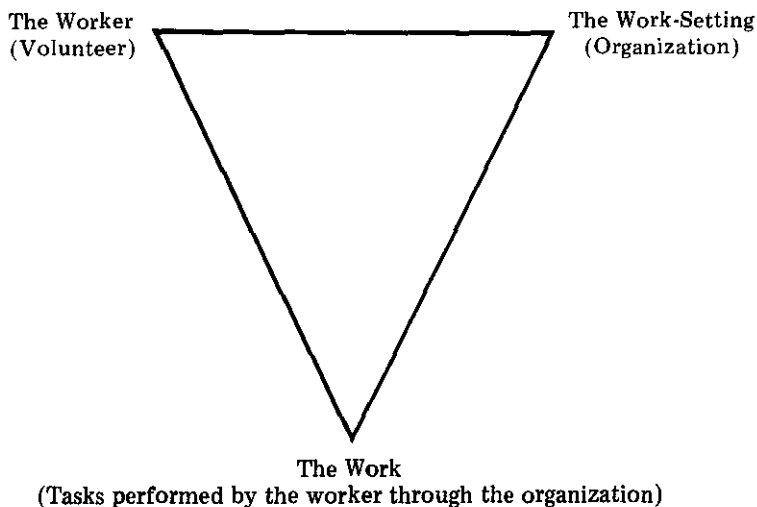 The Worker
(Volunteer)
The Work-Setting
(Organization)
The Work
(Tasks performed by the worker through the organization)